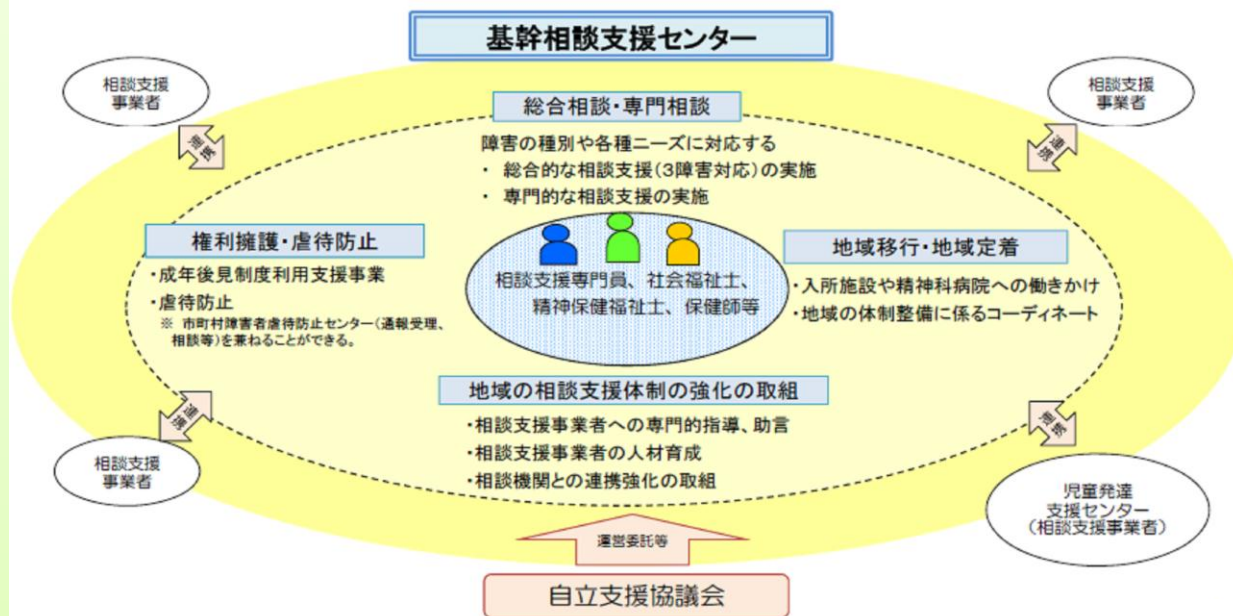 基幹相談支援センター
相談支援
事業者
連携
相談支援
事業者
連携
総合相談・専門相談
障害の種別や各種ニーズに対応する
・ 総合的な相談支援(3障害対応)の実施
・ 専門的な相談支援の実施
権利擁護・虐待防止
・成年後見制度利用支援事業
・虐待防止
※ 市町村障害者虐待防止センター(通報受理、
相談等)を兼ねることができる。
相談支援専門員、社会福祉士、
精神保健福祉士、保健師等
地域移行・地域定着
・入所施設や精神科病院への働きかけ
・地域の体制整備に係るコーディネート
地域の相談支援体制の強化の取組
・相談支援事業者への専門的指導、助言
・相談支援事業者の人材育成
・相談機関との連携強化の取組
連携
相談支援
事業者
連携
児童発達
支援センター
(相談支援事業者)
運営委託等
自立支援協議会